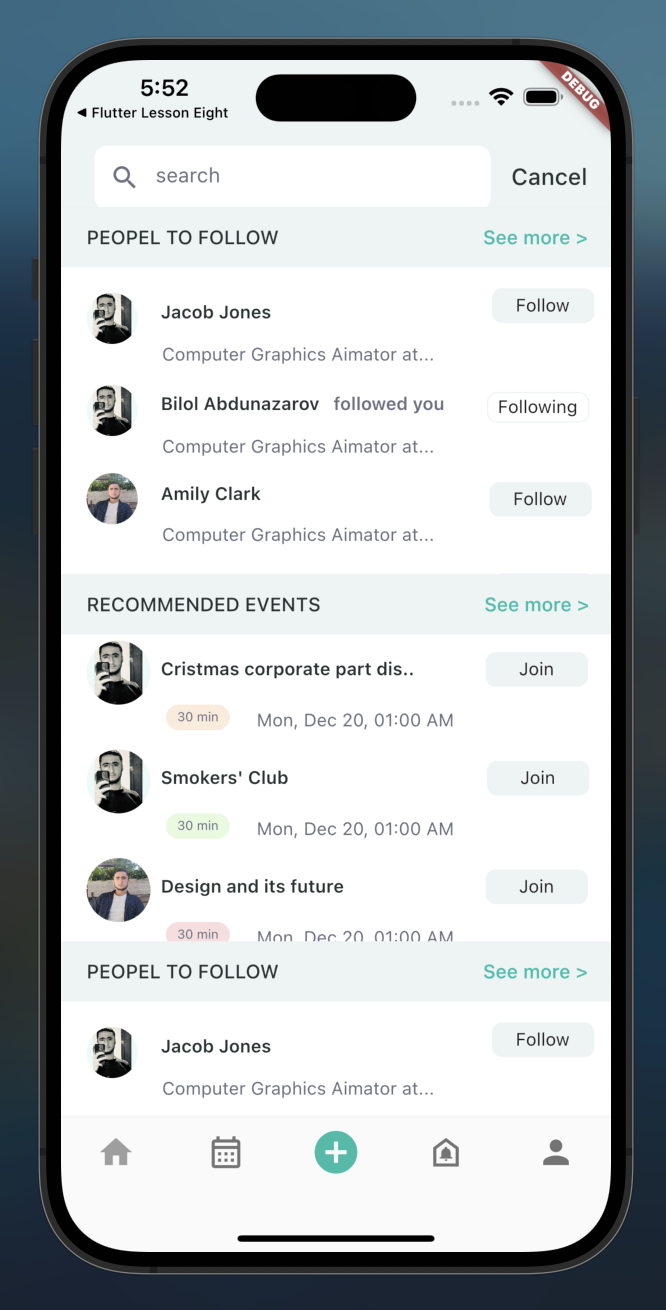 5:52
DEBUG
◀ Flutter Lesson Eight
search
Cancel
PEOPEL TO FOLLOW
See more >
Jacob Jones
Follow
Computer Graphics Aimator at...
Bilol Abdunazarov followed you
Following
Computer Graphics Aimator at...
Amily Clark
Follow
Computer Graphics Aimator at...
RECOMMENDED EVENTS
See more >
Cristmas corporate part dis..
Join
30 min
Mon, Dec 20, 01:00 AM
Smokers' Club
Join
30 min
Mon, Dec 20, 01:00 AM
Design and its future
Join
30 min
Mon, Dec 20, 01:00 AM
PEOPEL TO FOLLOW
See more >
Jacob Jones
Follow
Computer Graphics Aimator at...